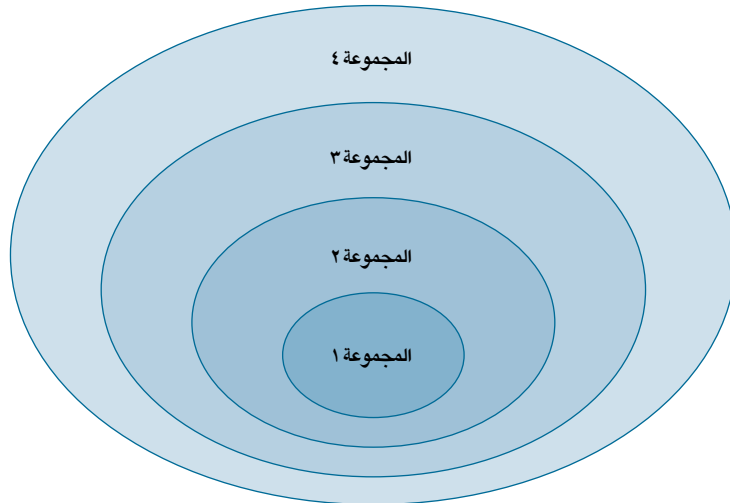 المجموعة ٤
المجموعة ٣
المجموعة ٢
المجموعة ١